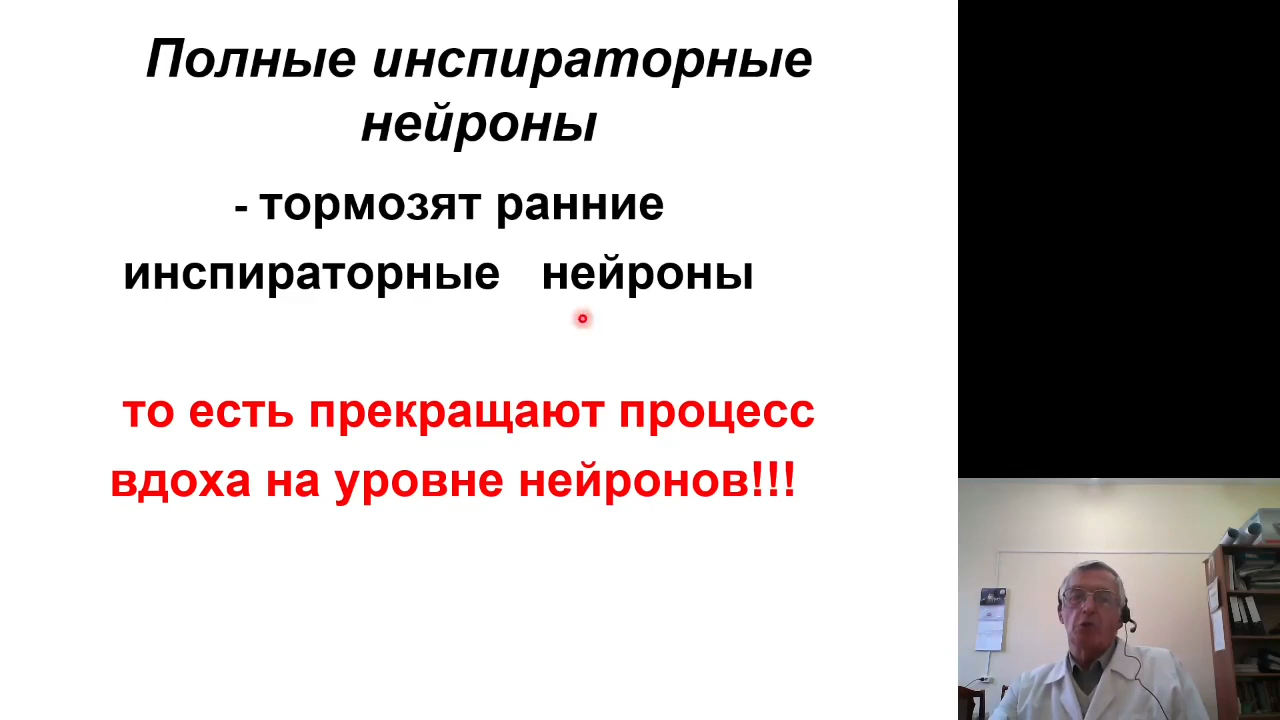 Полные инспираторные
нейроны
- тормозят ранние
инспираторные нейроны
то есть прекращают процесс
вдоха на уровне нейронов!!!